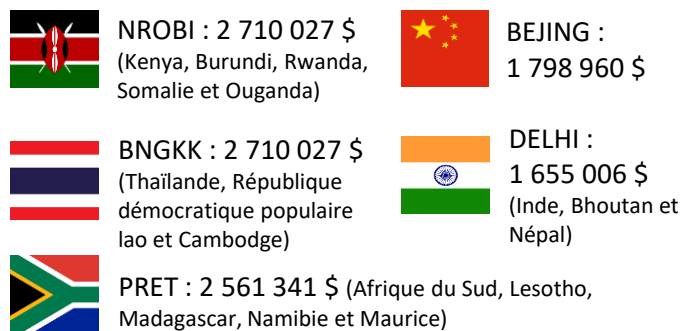 NROBI : 2 710 027 $
(Kenya, Burundi, Rwanda,
Somalie et Ouganda)
BEJING :
1 798 960 $
BNGKK : 2 710 027 $
(Thaïlande, République
démocratique populaire
lao et Cambodge)
DELHI :
1 655 006 $
(Inde, Bhoutan et
Népal)
PRET : 2 561 341 $ (Afrique du Sud, Lesotho,
Madagascar, Namibie et Maurice)